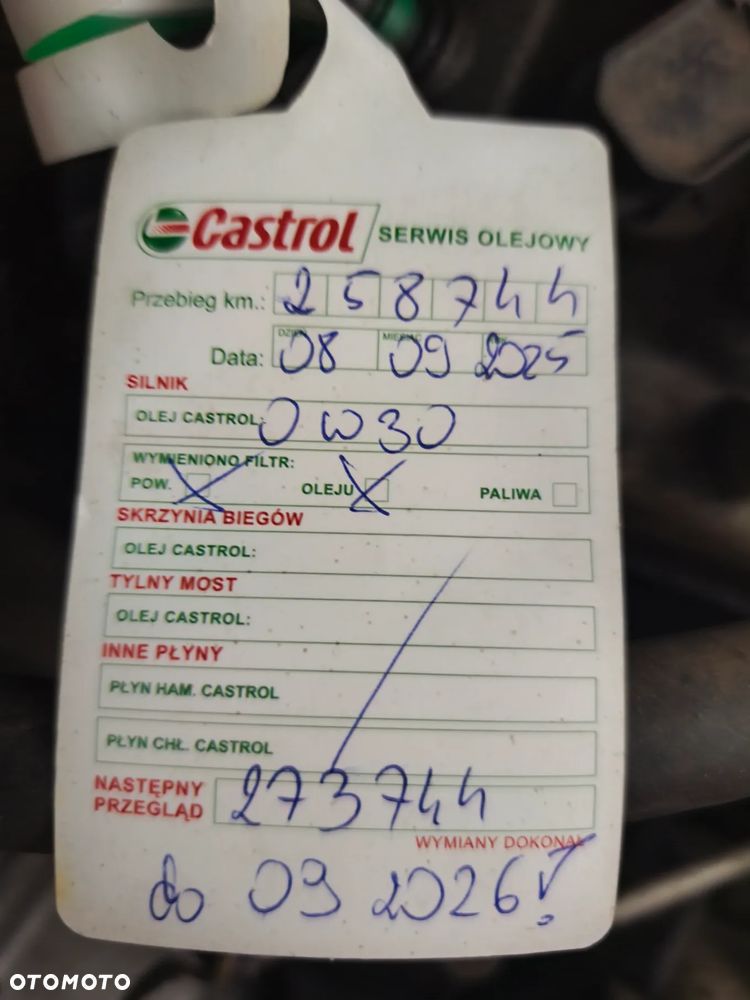 Castrol SERWIS OLEJOWY
Przebieg km.: 258744
DZIEŃ MIESIĄC
Data: 08 09 2025
SILNIK
OLEJ CASTROL: 0W30
WYMIENIONO FILTR:
POW. OLEJU PALIWA
SKRZYNIA BIEGÓW
OLEJ CASTROL:
TYLNY MOST
OLEJ CASTROL:
INNE PŁYNY
PŁYN HAM. CASTROL
PŁYN CHŁ. CASTROL
NASTĘPNY
PRZEGLĄD 273744
WYMIANY DOKONAŁ
do 09 2026!
OTOMOTO